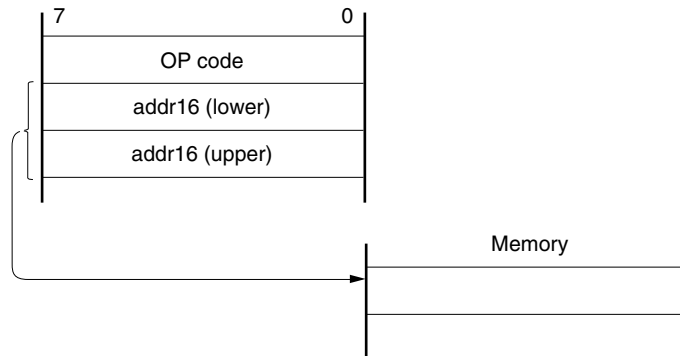 7 0
OP code
addr16 (lower)
addr16 (upper)
Memory